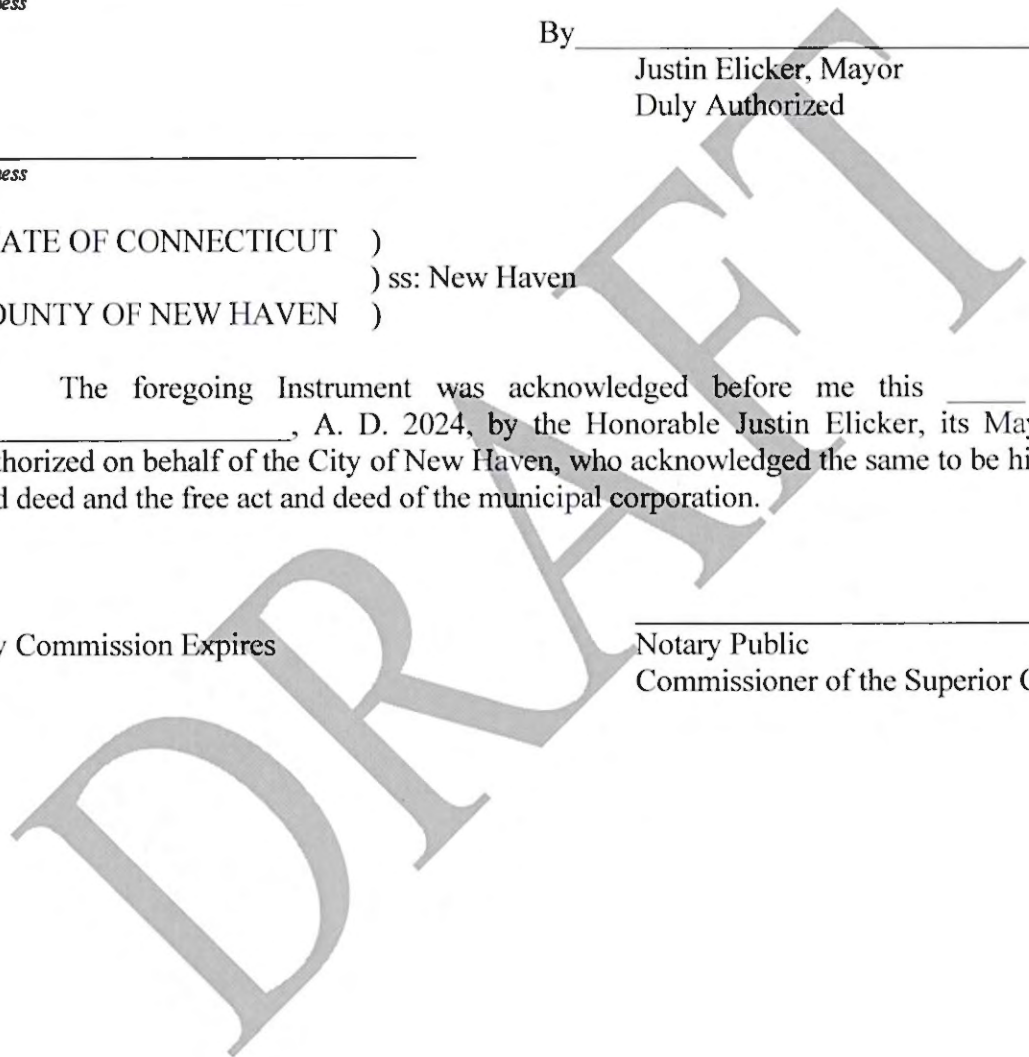 ess
By
Justin Elicker, Mayor
Duly Authorized
ess
ATE OF CONNECTICUT )
) ss: New Haven
OUNTY OF NEW HAVEN )
The foregoing Instrument was acknowledged before me this ____
____________________, A. D. 2024, by the Honorable Justin Elicker, its May
thorized on behalf of the City of New Haven, who acknowledged the same to be hi
d deed and the free act and deed of the municipal corporation.
y Commission Expires
Notary Public
Commissioner of the Superior C
DRAFT